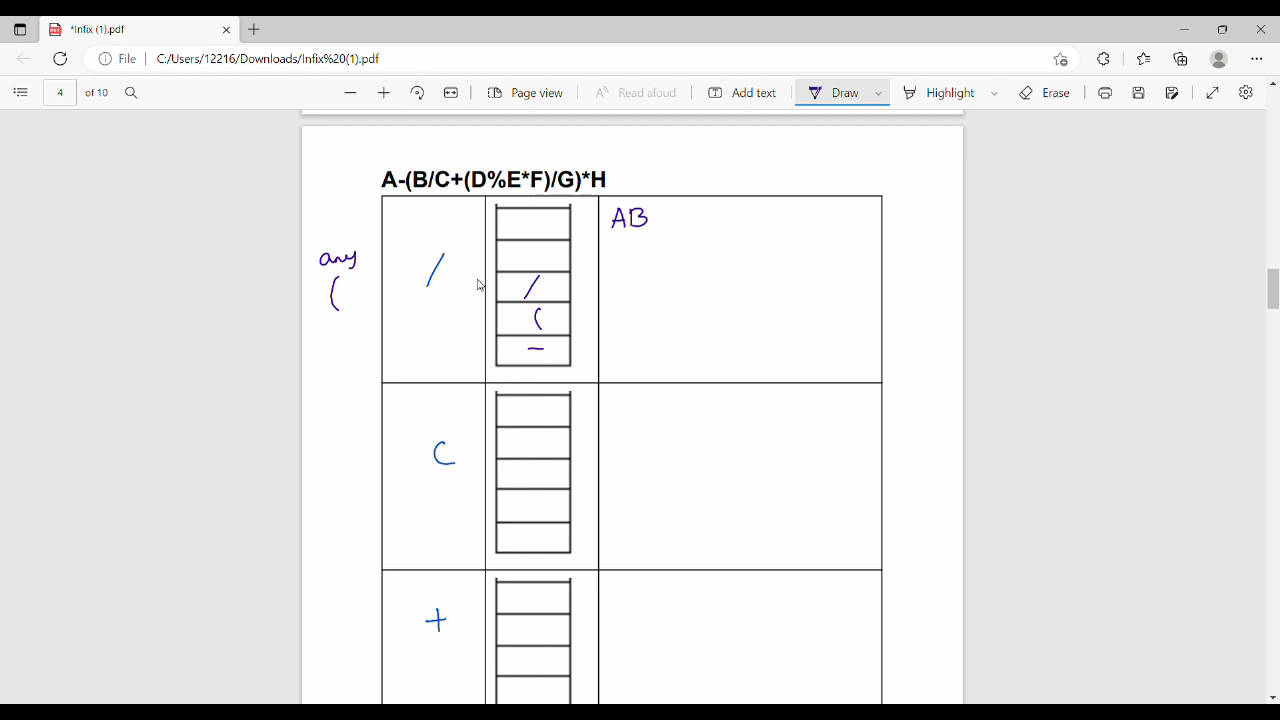 *Infix (1).pdf
File C:/Users/12216/Downloads/Infix%20(1).pdf
4 of 10 Page view Read aloud Add text Draw Highlight Erase
A-(B/C+(D%E*F)/G)*H
AB
any
(
/
/
(
-
C
+